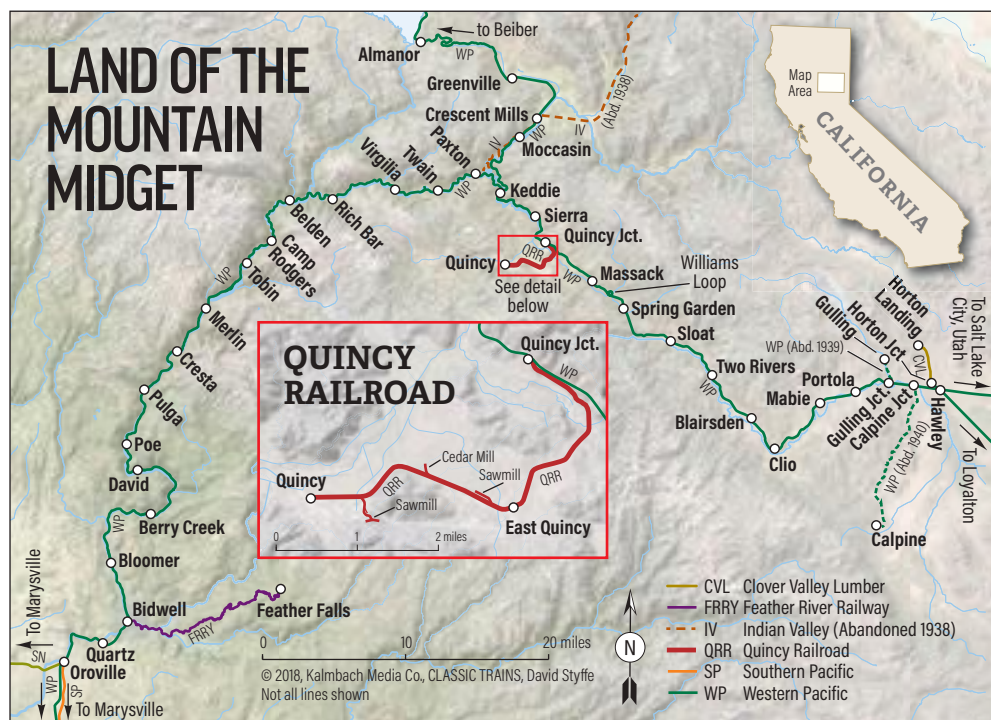 LAND OF THE
MOUNTAIN
MIDGET
to Beiber
Almanor
WP
Greenville
Crescent Mills
IV
(Abd. 1938)
WP
IV
Moccasin
Paxton
Twain
Virgilia
WP
Keddie
Rich Bar
Belden
Sierra
Camp
Rodgers
Quincy Jct.
QRR
Quincy
WP
See detail
below
Tobin
WP
Massack
Williams
Loop
Spring Garden
Merlin
Sloat
Cresta
Two Rivers
WP
Pulga
Blairsden
Poe
Clio
David
Mabie
Portola
WP (Abd. 1939)
Gulling
Gulling Jct.
Horton Jct.
Horton
Landing
CVL
Calpine Jct.
Hawley
To Salt Lake
City, Utah
To Loyalton
WP (Abd. 1940)
Calpine
Berry Creek
WP
Bloomer
Bidwell
FRRY
Feather Falls
Quartz
Oroville
To Marysville
SN
WP
SP
To Marysville
Map
Area
CALIFORNIA
QUINCY
RAILROAD
Quincy Jct.
WP
Quincy
QRR
Cedar Mill
Sawmill
Sawmill
QRR
East Quincy
0 1 2 miles
0 10 20 miles
© 2018, Kalmbach Media Co., CLASSIC TRAINS, David Styffe
Not all lines shown
N
CVL Clover Valley Lumber
FRRY Feather River Railway
IV Indian Valley (Abandoned 1938)
QRR Quincy Railroad
SP Southern Pacific
WP Western Pacific